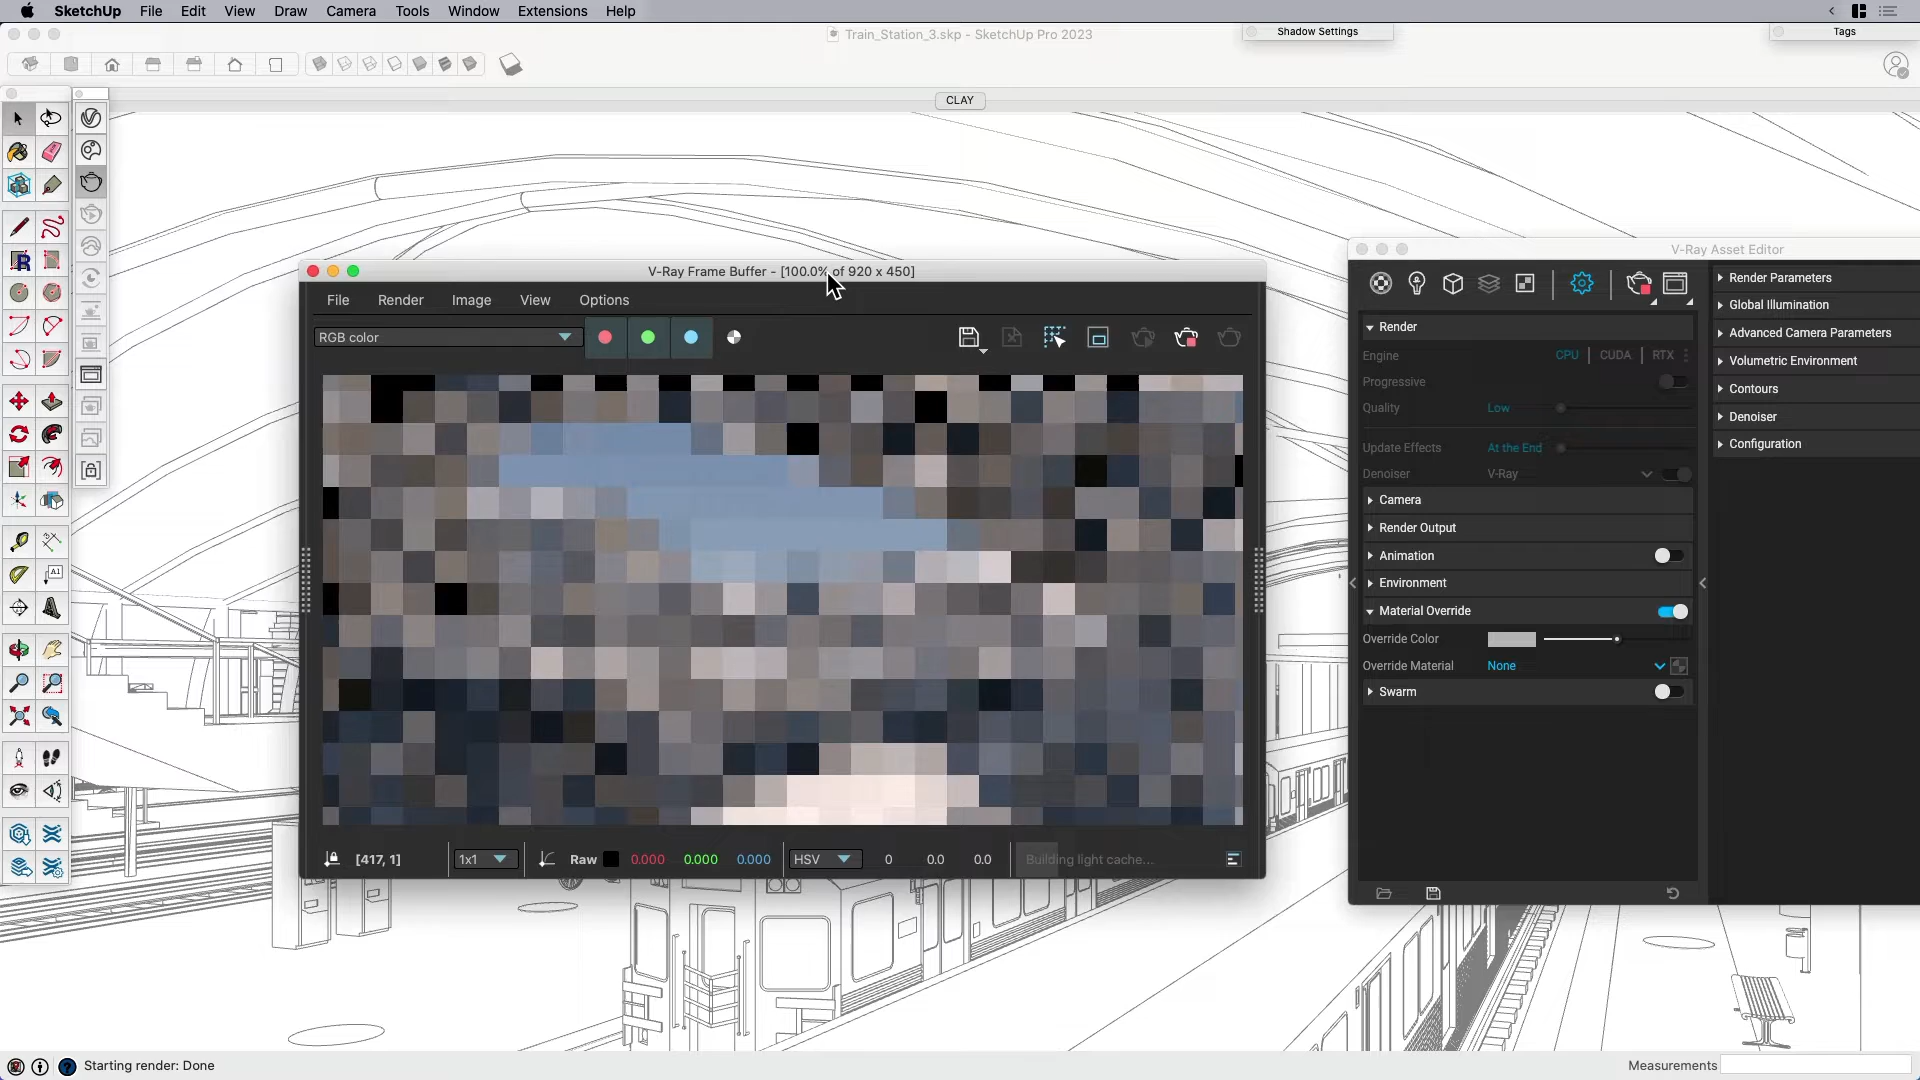 SketchUp File Edit View Draw Camera Tools Window Extensions Help
Train_Station_3.skp - SketchUp Pro 2023
Shadow Settings
Tags
CLAY
V-Ray Frame Buffer - [100.0% of 920 x 450]
File Render Image View Options
RGB color
[417, 1]
1x1
Raw 0.000 0.000 0.000
HSV 0 0.0 0.0
Building light cache...
V-Ray Asset Editor
Render
Engine CPU CUDA RTX
Progressive
Quality Low
Update Effects At the End
Denoiser V-Ray
Camera
Render Output
Animation
Environment
Material Override
Override Color
Override Material None
Swarm
Render Parameters
Global Illumination
Advanced Camera Parameters
Volumetric Environment
Contours
Denoiser
Configuration
A1
Starting render: Done
Measurements